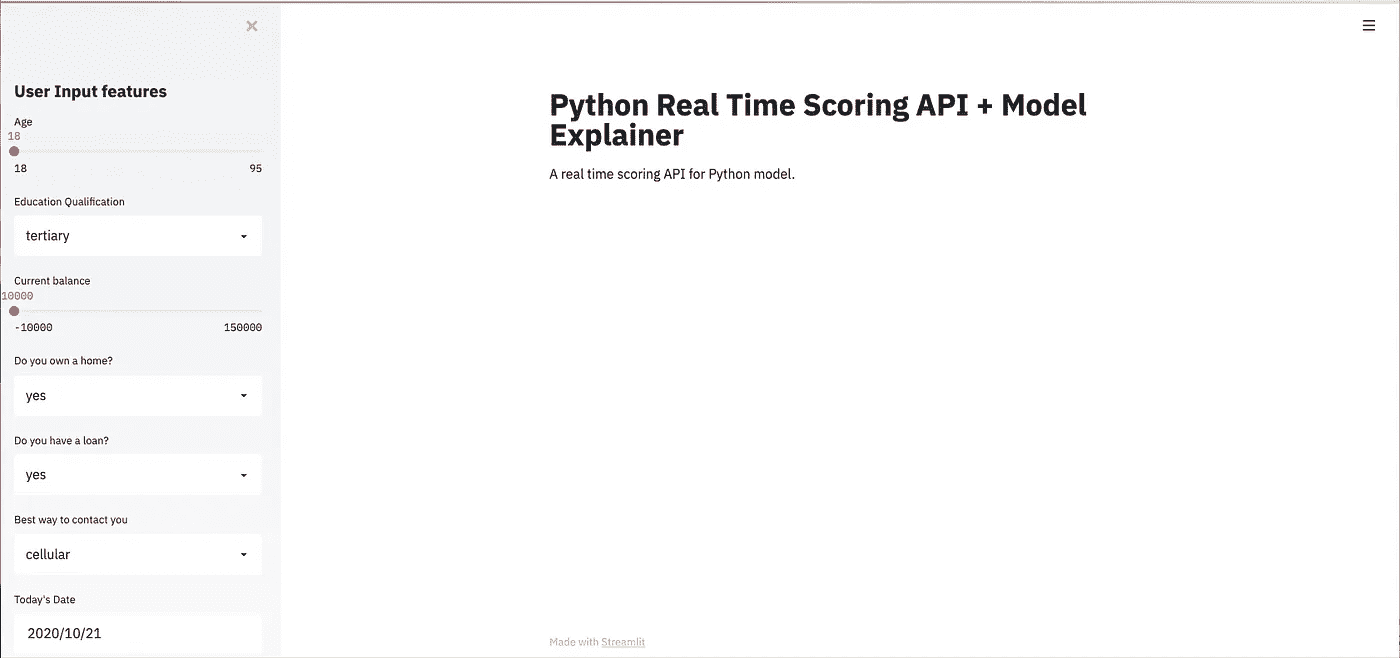 User Input features
Age
18
18 95
Education Qualification
tertiary
Current balance
10000
-10000 150000
Do you own a home?
yes
Do you have a loan?
yes
Best way to contact you
cellular
Today's Date
2020/10/21
Python Real Time Scoring API + Model
Explainer
A real time scoring API for Python model.
Made with Streamlit